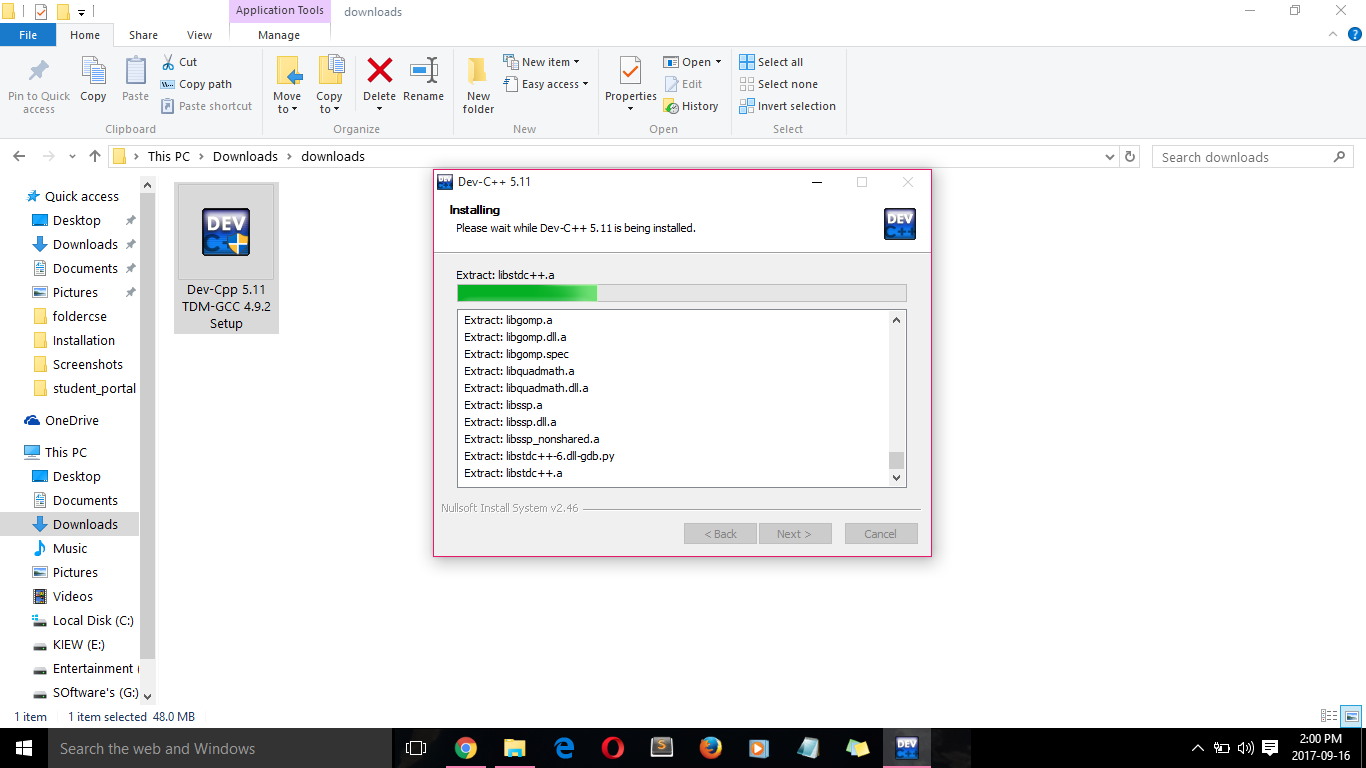 Application Tools
downloads
File
Home
Share
View
Manage
Pin to Quick access
Copy
Paste
Cut
Copy path
Paste shortcut
Clipboard
Move to
Copy to
Delete
Rename
Organize
New folder
New item
Easy access
New
Properties
Open
Edit
History
Open
Select all
Select none
Invert selection
Select
This PC
Downloads
downloads
Search downloads
Quick access
Desktop
Downloads
Documents
Pictures
foldercse
Installation
Screenshots
student_portal
OneDrive
This PC
Desktop
Documents
Downloads
Music
Pictures
Videos
Local Disk (C:)
KIEW (E:)
Entertainment (
SOftware's (G:)
DEV
C++
Dev-Cpp 5.11
TDM-GCC 4.9.2
Setup
Dev-C++ 5.11
Installing
Please wait while Dev-C++ 5.11 is being installed.
DEV
C++
Extract: libstdc++.a
Extract: libgomp.a
Extract: libgomp.dll.a
Extract: libgomp.spec
Extract: libquadmath.a
Extract: libquadmath.dll.a
Extract: libssp.a
Extract: libssp.dll.a
Extract: libssp_nonshared.a
Extract: libstdc++-6.dll-gdb.py
Extract: libstdc++.a
Nullsoft Install System v2.46
< Back
Next >
Cancel
1 item
1 item selected 48.0 MB
Search the web and Windows
DEV
C++
2:00 PM
2017-09-16